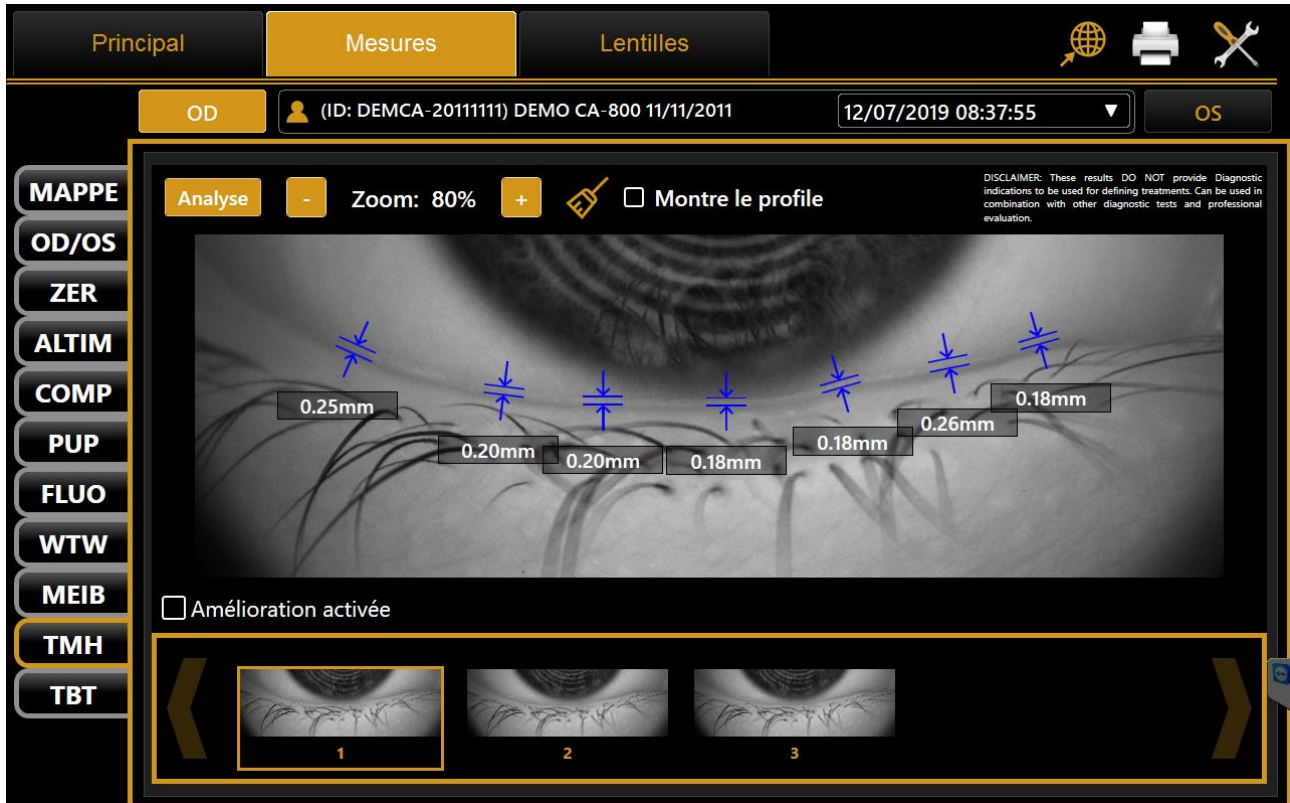 Principal
Mesures
Lentilles
OD
(ID: DEMCA-20111111) DEMO CA-800 11/11/2011
12/07/2019 08:37:55
OS
MAPPE
OD/OS
ZER
ALTIM
COMP
PUP
FLUO
WTW
MEIB
TMH
TBT
Analyse
-
Zoom: 80%
+
Montre le profile
DISCLAIMER: These results DO NOT provide Diagnostic
indications to be used for defining treatments. Can be used in
combination with other diagnostic tests and professional
evaluation.
0.25mm
0.20mm
0.20mm
0.18mm
0.18mm
0.26mm
0.18mm
Amélioration activée
1
2
3